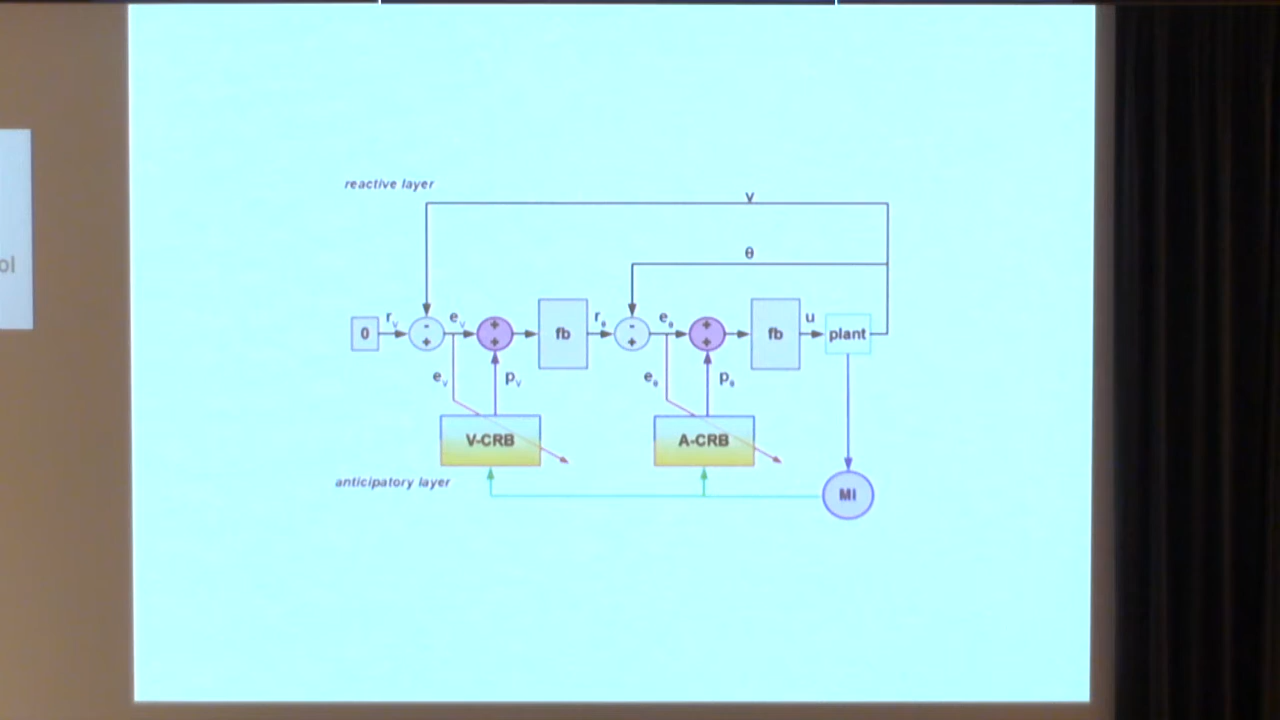 reactive layer
v
θ
0
r_v
-
+
e_v
+
+
fb
r_θ
-
+
e_θ
+
+
fb
u
plant
e_v
p_v
e_θ
p_θ
V-CRB
A-CRB
anticipatory layer
MI
ol